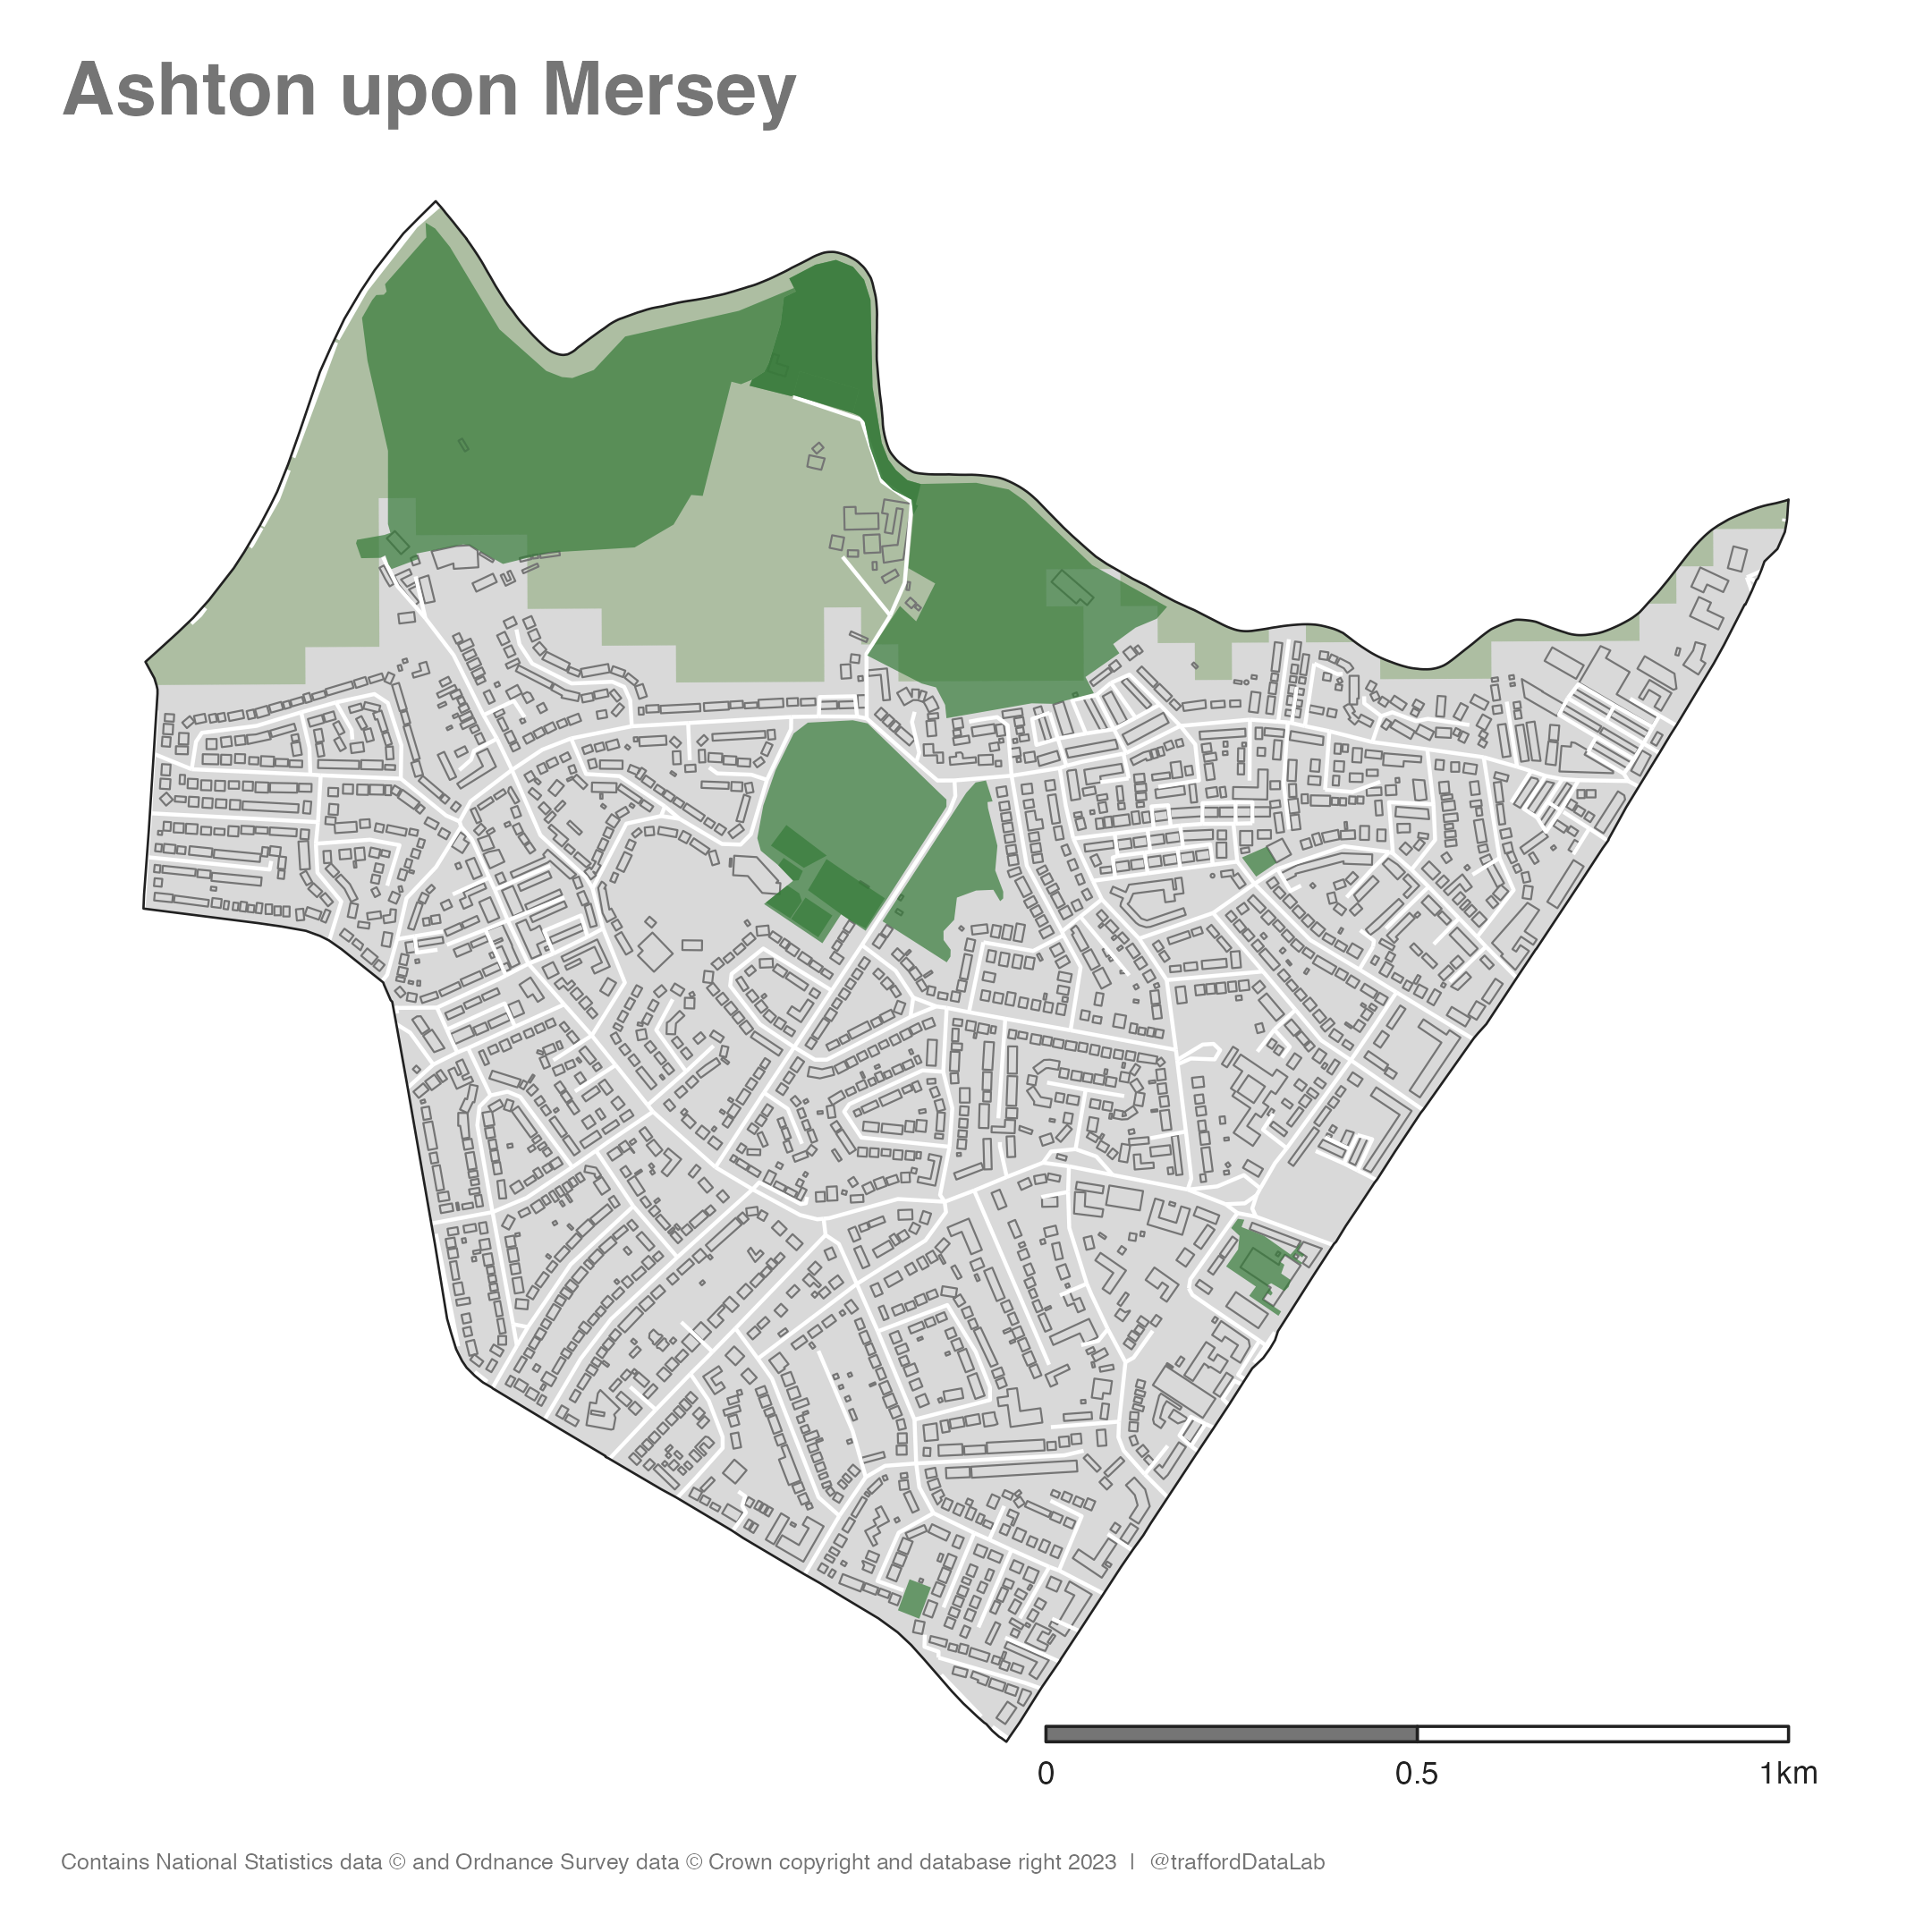 Ashton upon Mersey
0 0.5 1km
Contains National Statistics data © and Ordnance Survey data © Crown copyright and database right 2023 | @traffordDataLab